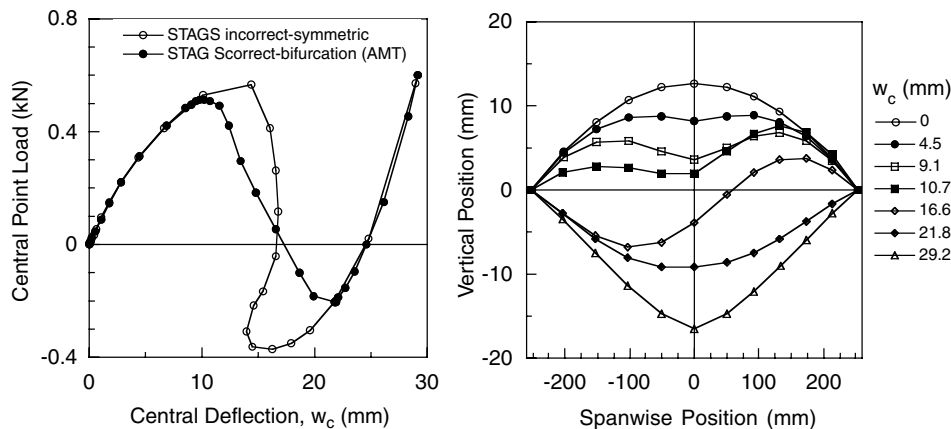 0.8
0.4
0
-0.4
Central Point Load (kN)
STAGS incorrect-symmetric
STAG Scorrect-bifurcation (AMT)
0 10 20 30
Central Deflection, w_c (mm)
20
10
0
-10
-20
Vertical Position (mm)
-200 -100 0 100 200
Spanwise Position (mm)
w_c (mm)
0
4.5
9.1
10.7
16.6
21.8
29.2